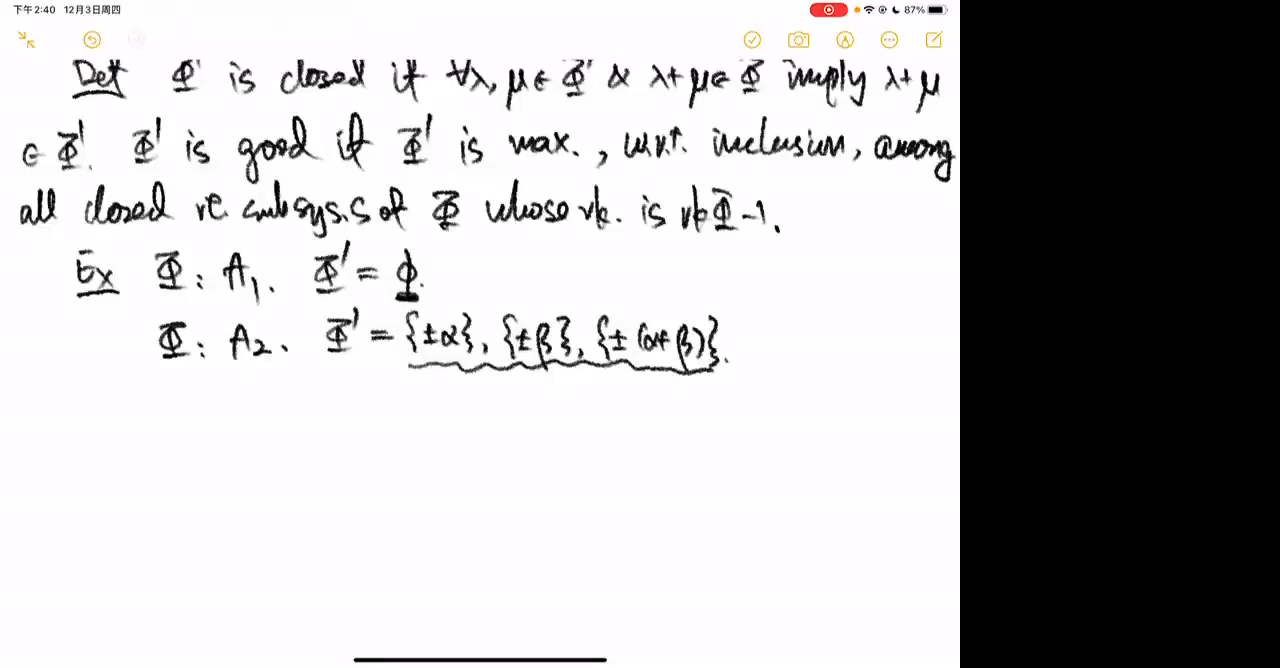 下午2:40 12月3日周四
87%
Def Φ' is closed if ∀λ, μ ∈ Φ' & λ+μ ∈ Φ imply λ+μ
∈ Φ'. Φ' is good if Φ' is max., w.r.t. inclusion, among
all closed rt. subsys.s of Φ whose rk. is rkΦ-1.
Ex Φ: A₁. Φ' = ϕ.
Φ: A₂. Φ' = {±α}, {±β}, {±(α+β)}.